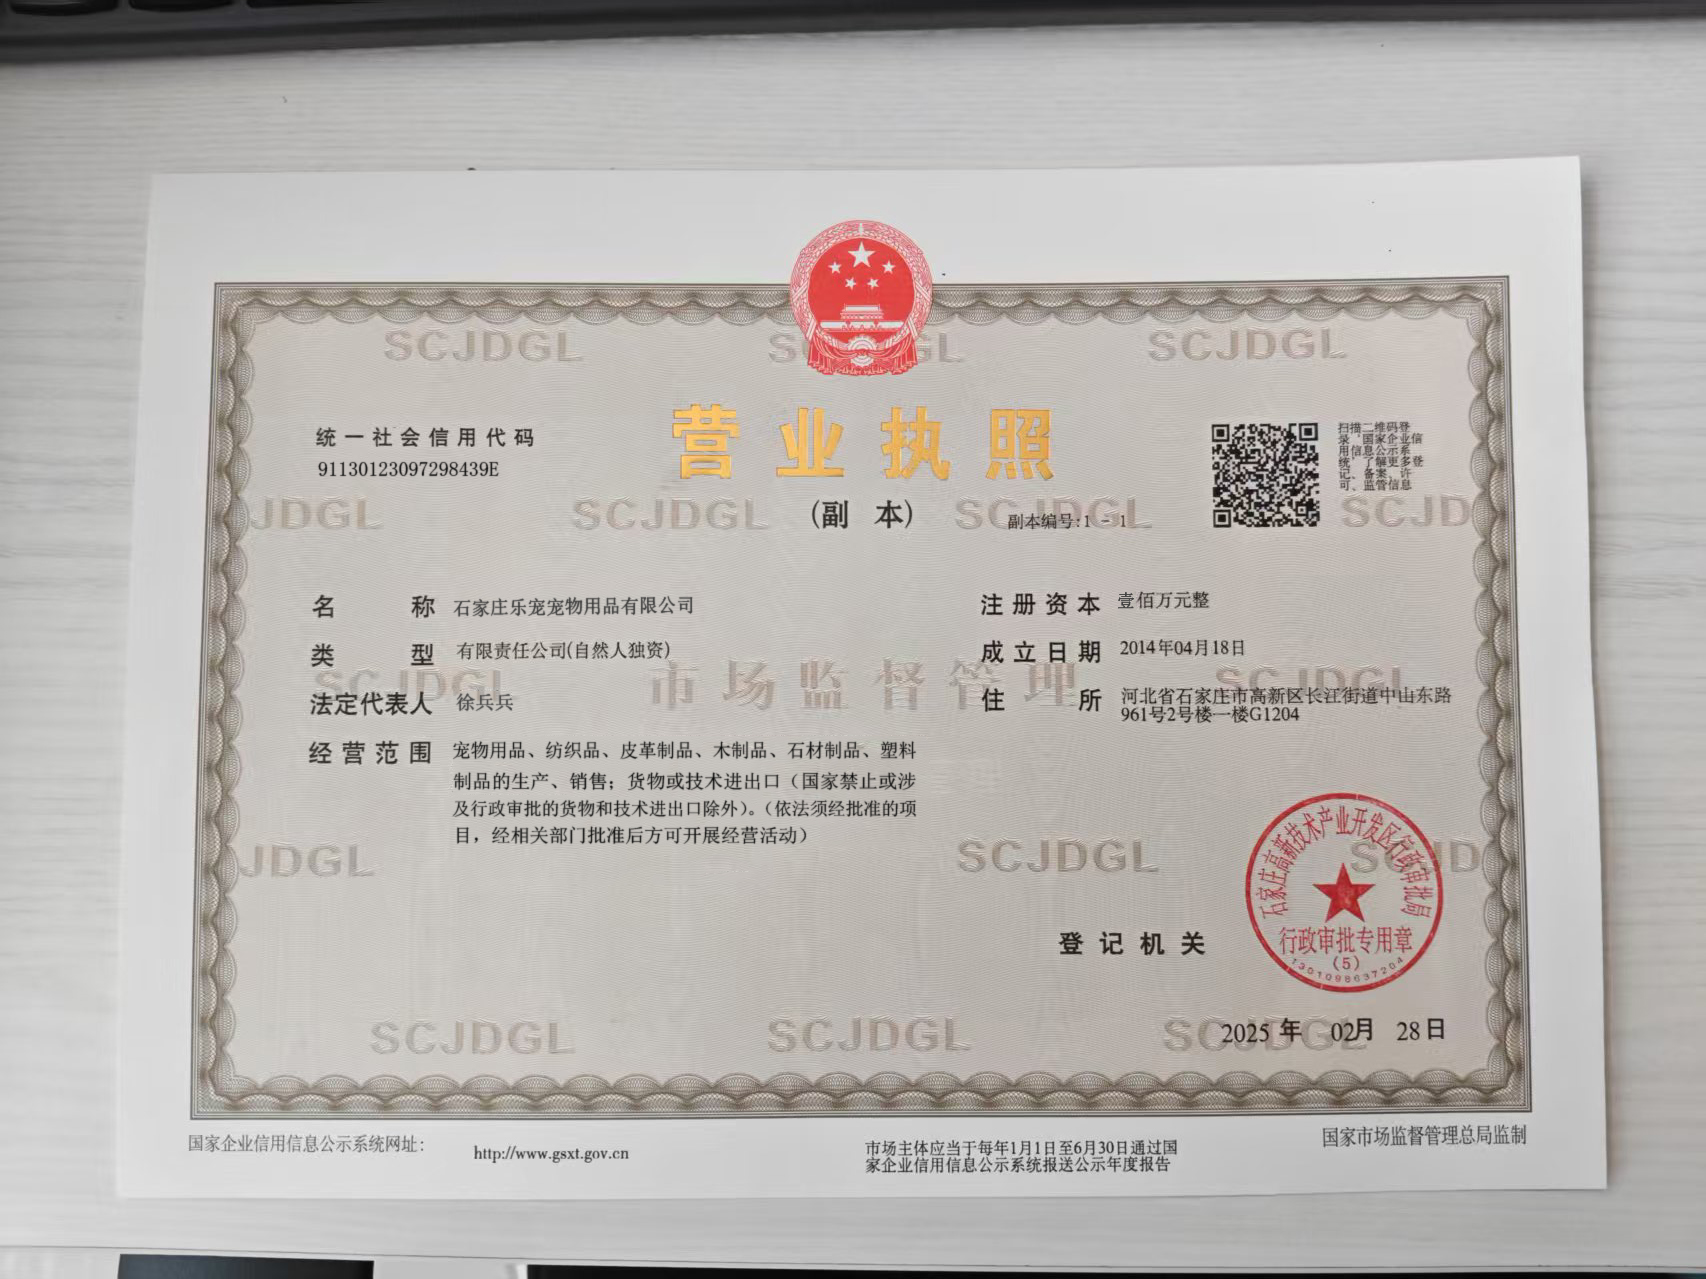 营业执照
(副 本)
副本编号:1 - 1
统一社会信用代码
91130123097298439E
扫描二维码登
录‘国家企业信
用信息公示系
统’了解更多登
记、备案、许
可、监管信息
名 称 石家庄乐宠宠物用品有限公司
类 型 有限责任公司(自然人独资)
法定代表人 徐兵兵
经营范围 宠物用品、纺织品、皮革制品、木制品、石材制品、塑料
制品的生产、销售；货物或技术进出口（国家禁止或涉
及行政审批的货物和技术进出口除外）。（依法须经批准的项
目，经相关部门批准后方可开展经营活动）
注册资本 壹佰万元整
成立日期 2014年04月18日
住 所 河北省石家庄市高新区长江街道中山东路
961号2号楼一楼G1204
登记机关
石家庄高新技术产业开发区行政审批局
行政审批专用章
(5)
1301098637204
2025 年 02月 28日
SCJDGL
市场监督管理
国家企业信用信息公示系统网址：
http://www.gsxt.gov.cn
市场主体应当于每年1月1日至6月30日通过国
家企业信用信息公示系统报送公示年度报告
国家市场监督管理总局监制